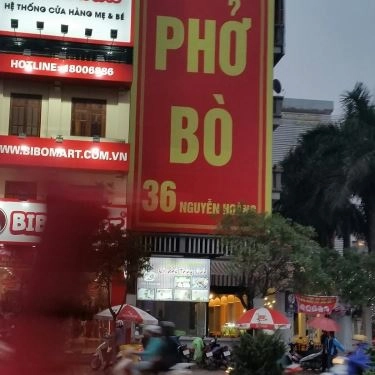 HỆ THỐNG CỬA HÀNG MẸ & BÉ
HOTLINE 18006886
WWW.BIBOMART.COM.VN
BIB
PHỞ
BÒ
36 NGUYỄN HOÀNG